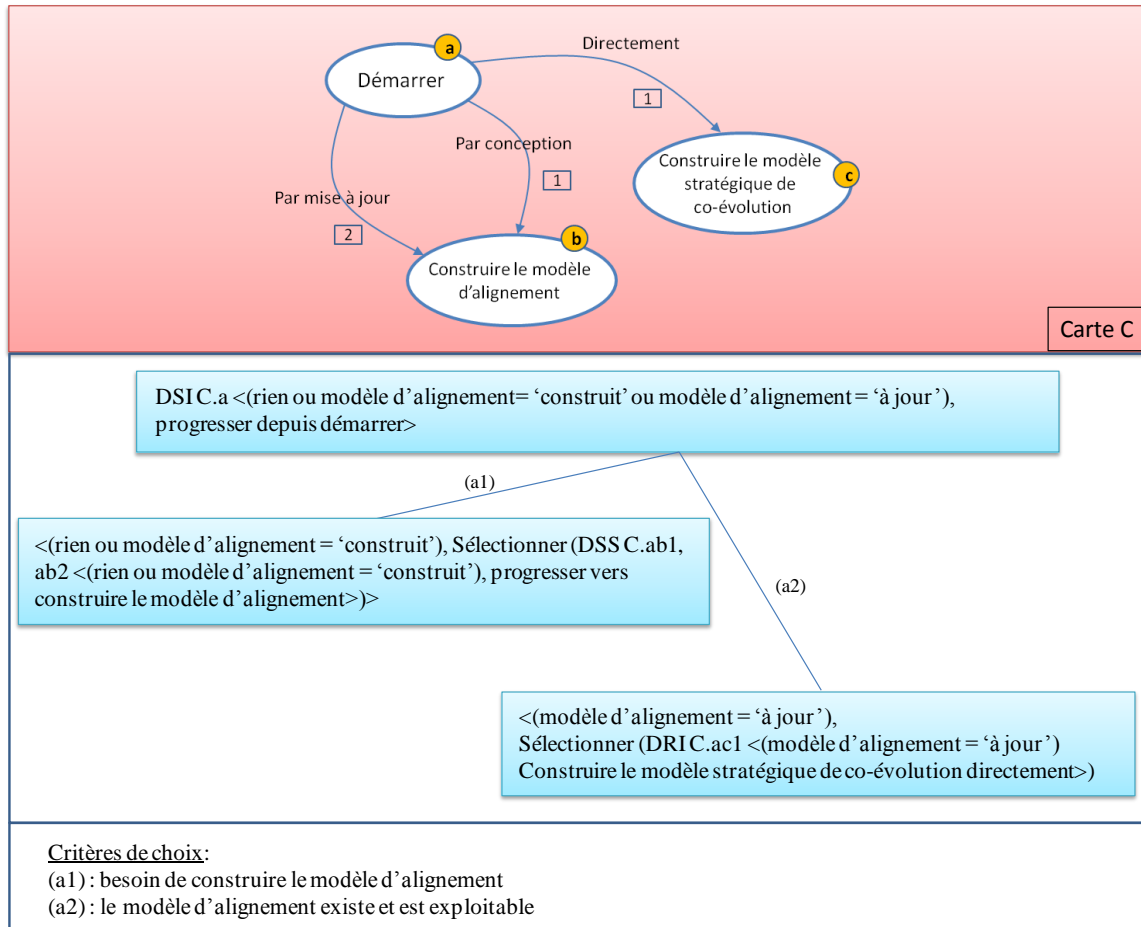 a
Directement
Démarrer
1
Par conception
Construire le modèle
stratégique de
co-évolution
c
1
Par mise à jour
2
b
Construire le modèle
d'alignement
Carte C
DSI C.a <(rien ou modèle d’alignement= ‘construit’ ou modèle d’alignement = ‘à jour’),
progresser depuis démarrer>
(a1)
<(rien ou modèle d’alignement = ‘construit’), Sélectionner (DSS C.ab1,
ab2 <(rien ou modèle d’alignement = ‘construit’), progresser vers
construire le modèle d’alignement>)>
(a2)
<(modèle d’alignement = ‘à jour’),
Sélectionner (DRI C.ac1 <(modèle d’alignement = ‘à jour’)
Construire le modèle stratégique de co-évolution directement>)
Critères de choix:
(a1) : besoin de construire le modèle d’alignement
(a2) : le modèle d’alignement existe et est exploitable